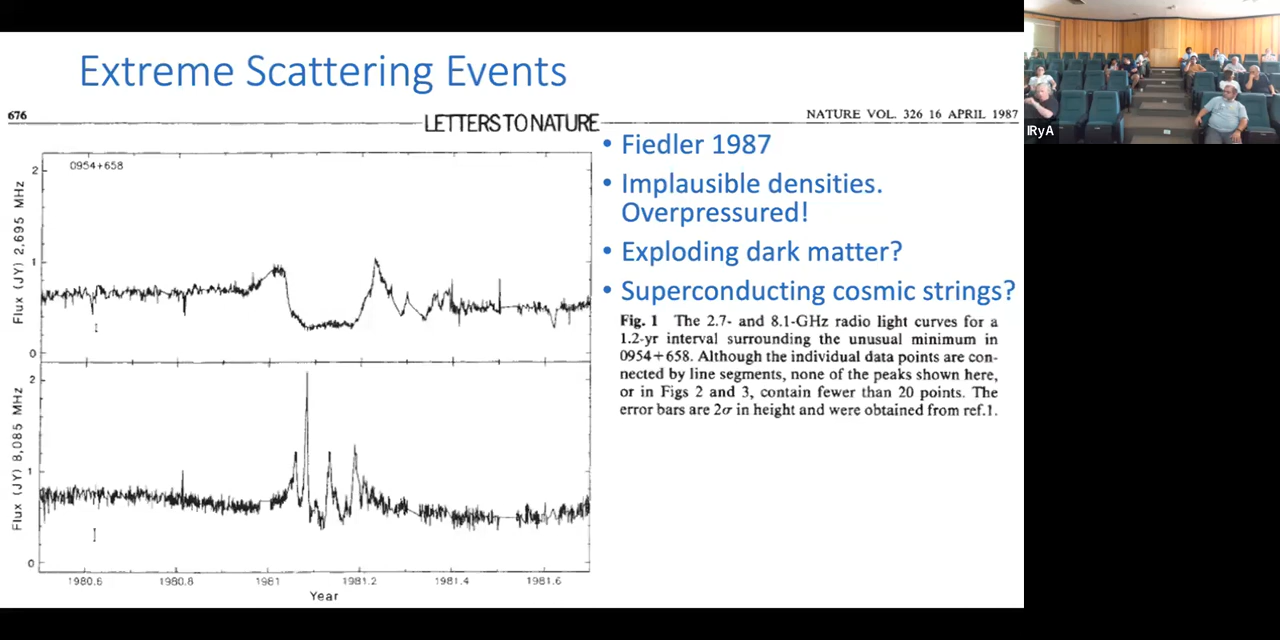 Extreme Scattering Events
676
LETTERS TO NATURE
NATURE VOL. 326 16 APRIL 1987
0954+658
Flux (JY) 2,695 MHz
2
1
0
Flux (JY) 8,085 MHz
2
1
0
1980.6 1980.8 1981 1981.2 1981.4 1981.6
Year
• Fiedler 1987
• Implausible densities.
Overpressured!
• Exploding dark matter?
• Superconducting cosmic strings?
Fig. 1 The 2.7- and 8.1-GHz radio light curves for a
1.2-yr interval surrounding the unusual minimum in
0954+658. Although the individual data points are con-
nected by line segments, none of the peaks shown here,
or in Figs 2 and 3, contain fewer than 20 points. The
error bars are 2σ in height and were obtained from ref.1.
IRyA